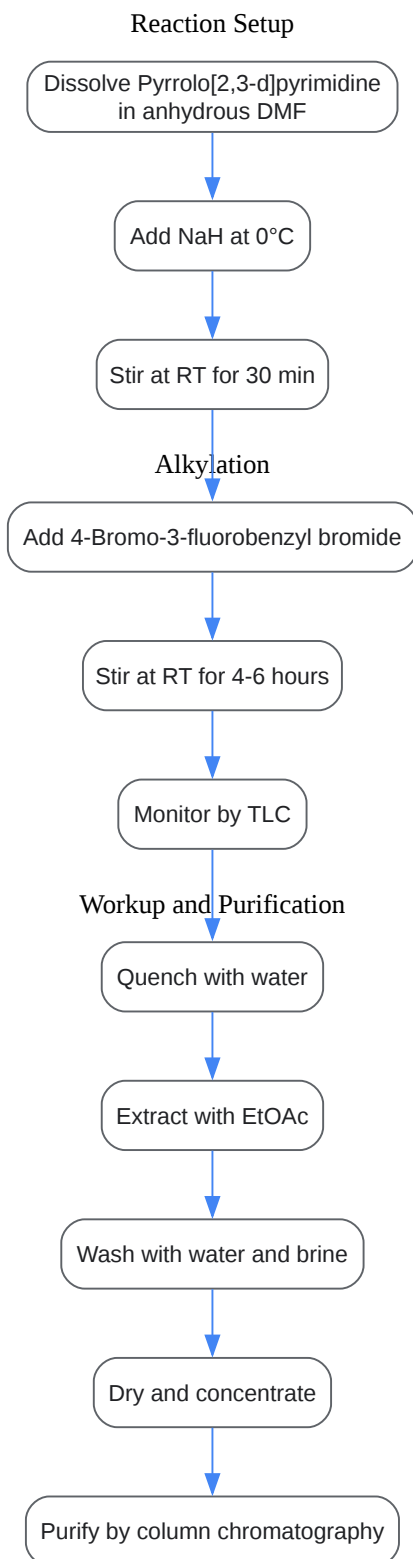 Reaction Setup
Dissolve Pyrrolo[2,3-d]pyrimidine
in anhydrous DMF
Add NaH at 0°C
Stir at RT for 30 min
Alkylation
Add 4-Bromo-3-fluorobenzyl bromide
Stir at RT for 4-6 hours
Monitor by TLC
Workup and Purification
Quench with water
Extract with EtOAc
Wash with water and brine
Dry and concentrate
Purify by column chromatography